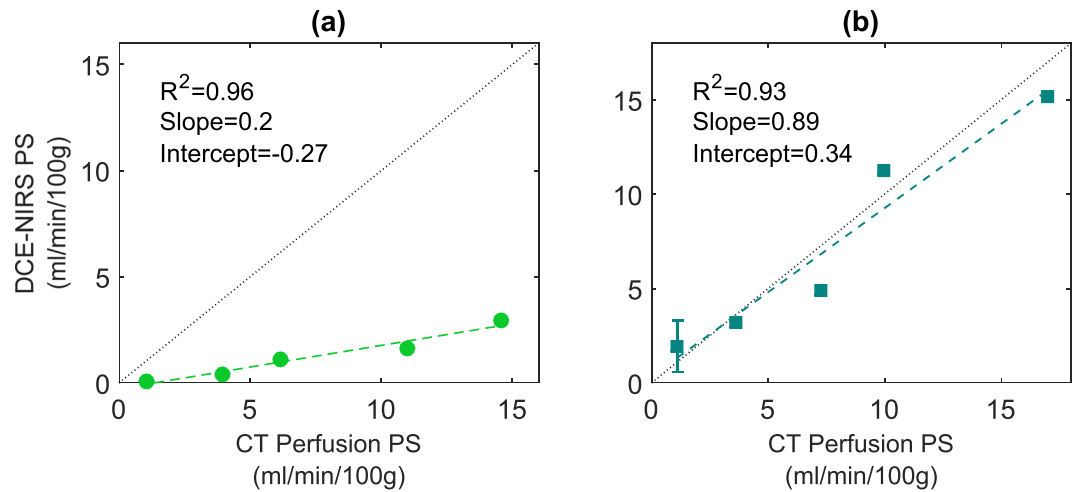 (a)
R²=0.96
Slope=0.2
Intercept=-0.27
DCE-NIRS PS
(ml/min/100g)
15
10
5
0
0 5 10 15
CT Perfusion PS
(ml/min/100g)
(b)
R²=0.93
Slope=0.89
Intercept=0.34
15
10
5
0
0 5 10 15
CT Perfusion PS
(ml/min/100g)